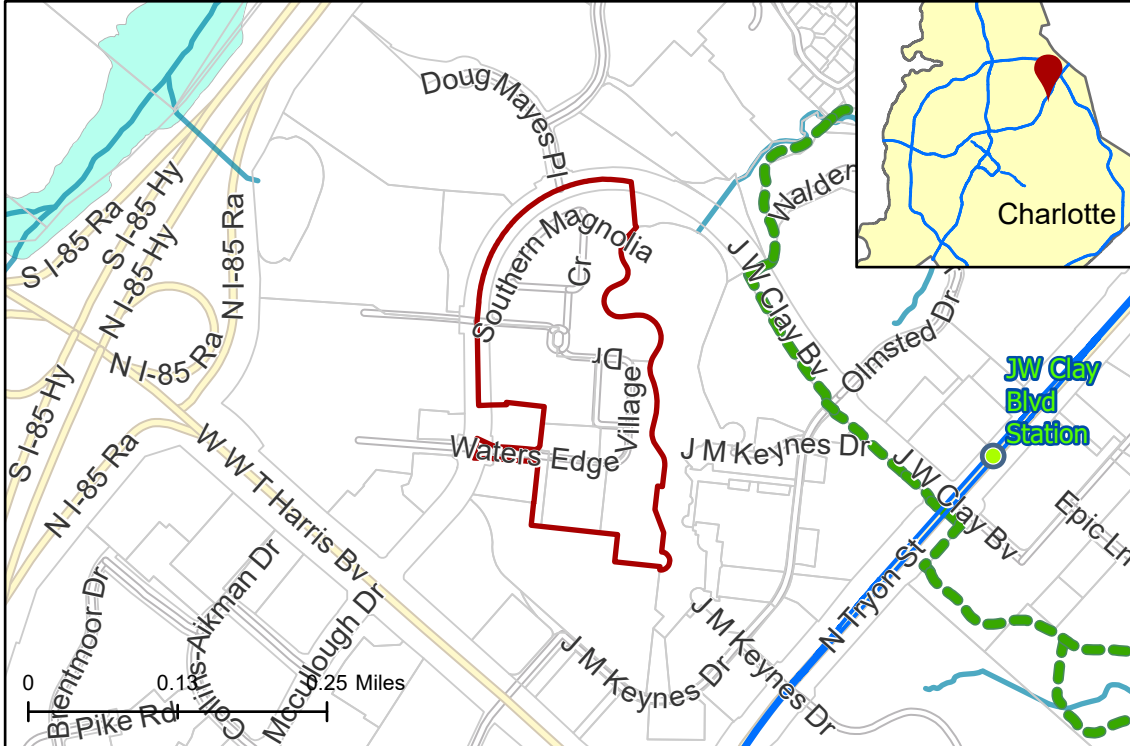 Doug Mayes Pl
Charlotte
Walden
S I-85 Ra
S I-85 Hy
N I-85 Hy
N I-85 Ra
N I-85 Ra
S I-85 Hy
N I-85 Ra
Southern Magnolia
Cr
Dr
Village
Waters Edge
J W Clay Bv
Olmsted Dr
JW Clay
Blvd
Station
J M Keynes Dr
J W Clay Bv
Epic Ln
W W T Harris Bv
N Tryon St
J M Keynes Dr
J M Keynes Dr
Brentmoor Dr
Collins-Aikman Dr
Mccullough Dr
Pike Rd
0 0.13 0.25 Miles